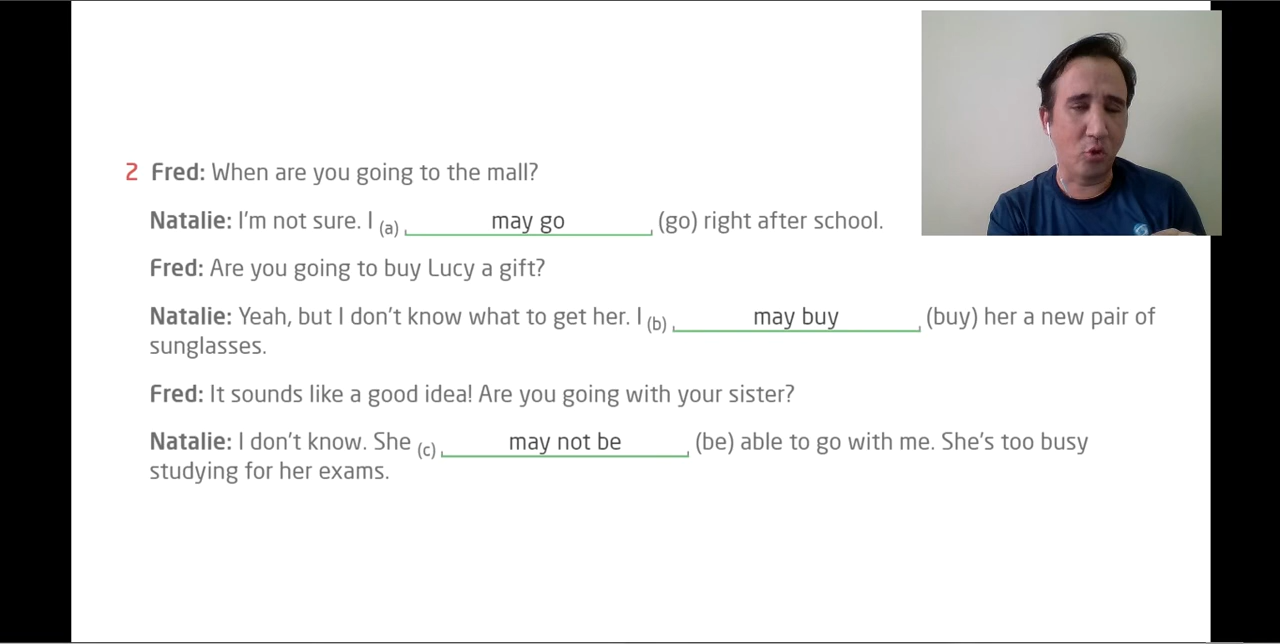 2 Fred: When are you going to the mall?
Natalie: I'm not sure. I (a) may go (go) right after school.
Fred: Are you going to buy Lucy a gift?
Natalie: Yeah, but I don't know what to get her. I (b) may buy (buy) her a new pair of
sunglasses.
Fred: It sounds like a good idea! Are you going with your sister?
Natalie: I don't know. She (c) may not be (be) able to go with me. She's too busy
studying for her exams.